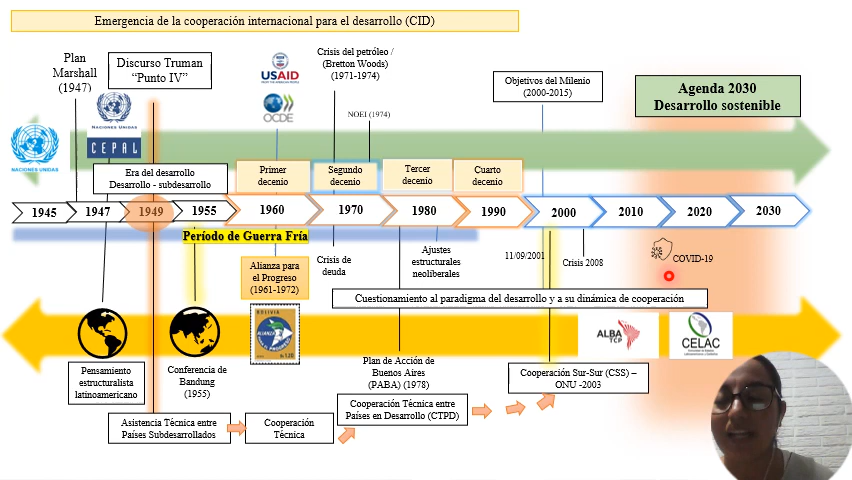 Emergencia de la cooperación internacional para el desarrollo (CID)
Plan
Marshall
(1947)
Discurso Truman
“Punto IV”
USAID
OCDE
Crisis del petróleo /
(Bretton Woods)
(1971-1974)
NOEI (1974)
Objetivos del Milenio
(2000-2015)
Agenda 2030
Desarrollo sostenible
NACIONES UNIDAS
NACIONES UNIDAS
CEPAL
Era del desarrollo
Desarrollo - subdesarrollo
Primer
decenio
Segundo
decenio
Tercer
decenio
Cuarto
decenio
1945
1947
1949
1955
1960
1970
1980
1990
2000
2010
2020
2030
Período de Guerra Fría
Alianza para
el Progreso
(1961-1972)
Crisis de
deuda
Ajustes
estructurales
neoliberales
11/09/2001
Crisis 2008
COVID-19
Cuestionamiento al paradigma del desarrollo y a su dinámica de cooperación
BOLIVIA
ALIANZA
1.20
ALBA
TCP
CELAC
Pensamiento
estructuralista
latinoamericano
Conferencia de
Bandung
(1955)
Plan de Acción de
Buenos Aires
(PABA) (1978)
Cooperación Sur-Sur (CSS) –
ONU -2003
Asistencia Técnica entre
Países Subdesarrollados
Cooperación
Técnica
Cooperación Técnica entre
Países en Desarrollo (CTPD)